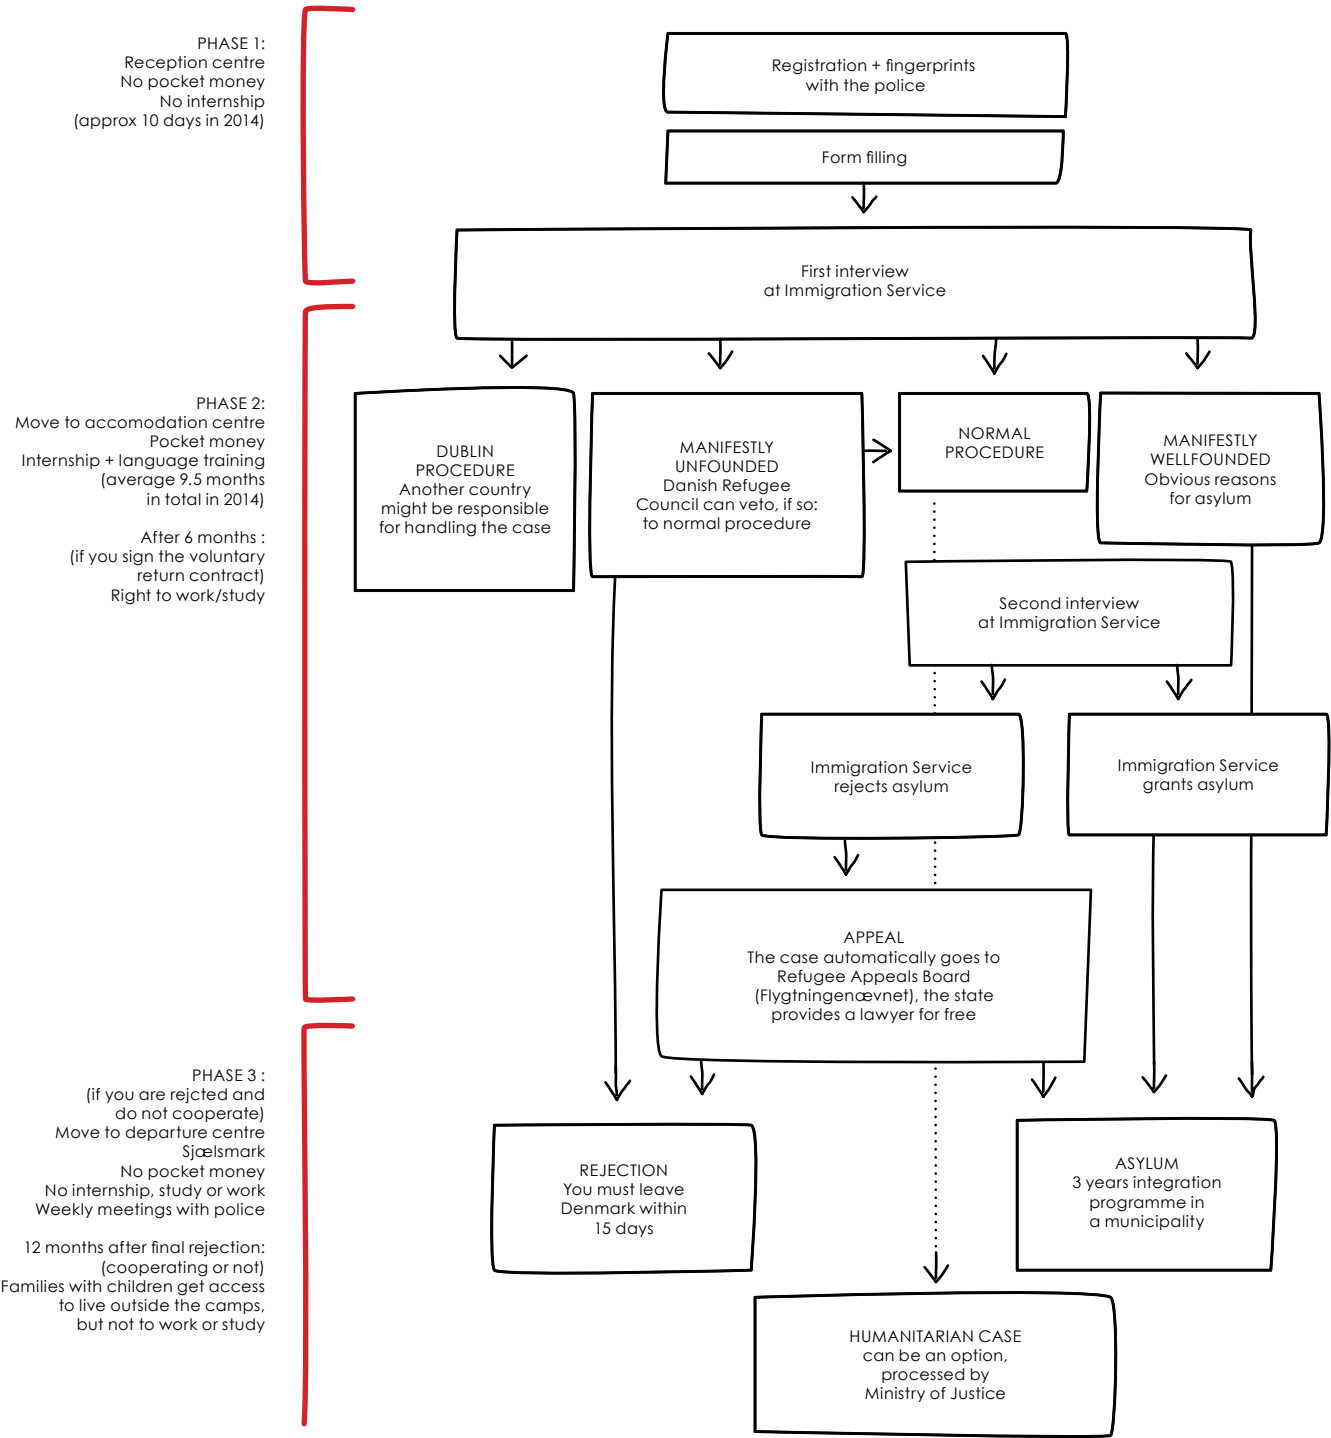 PHASE 1:
Reception centre
No pocket money
No internship
(approx 10 days in 2014)
Registration + fingerprints
with the police
Form filling
First interview
at Immigration Service
PHASE 2:
Move to accomodation centre
Pocket money
Internship + language training
(average 9.5 months
in total in 2014)
After 6 months :
(if you sign the voluntary
return contract)
Right to work/study
DUBLIN
PROCEDURE
Another country
might be responsible
for handling the case
MANIFESTLY
UNFOUNDED
Danish Refugee
Council can veto, if so:
to normal procedure
NORMAL
PROCEDURE
MANIFESTLY
WELLFOUNDED
Obvious reasons
for asylum
Second interview
at Immigration Service
Immigration Service
rejects asylum
Immigration Service
grants asylum
APPEAL
The case automatically goes to
Refugee Appeals Board
(Flygtningenævnet), the state
provides a lawyer for free
PHASE 3 :
(if you are rejcted and
do not cooperate)
Move to departure centre
Sjælsmark
No pocket money
No internship, study or work
Weekly meetings with police
12 months after final rejection:
(cooperating or not)
Families with children get access
to live outside the camps,
but not to work or study
REJECTION
You must leave
Denmark within
15 days
ASYLUM
3 years integration
programme in
a municipality
HUMANITARIAN CASE
can be an option,
processed by
Ministry of Justice